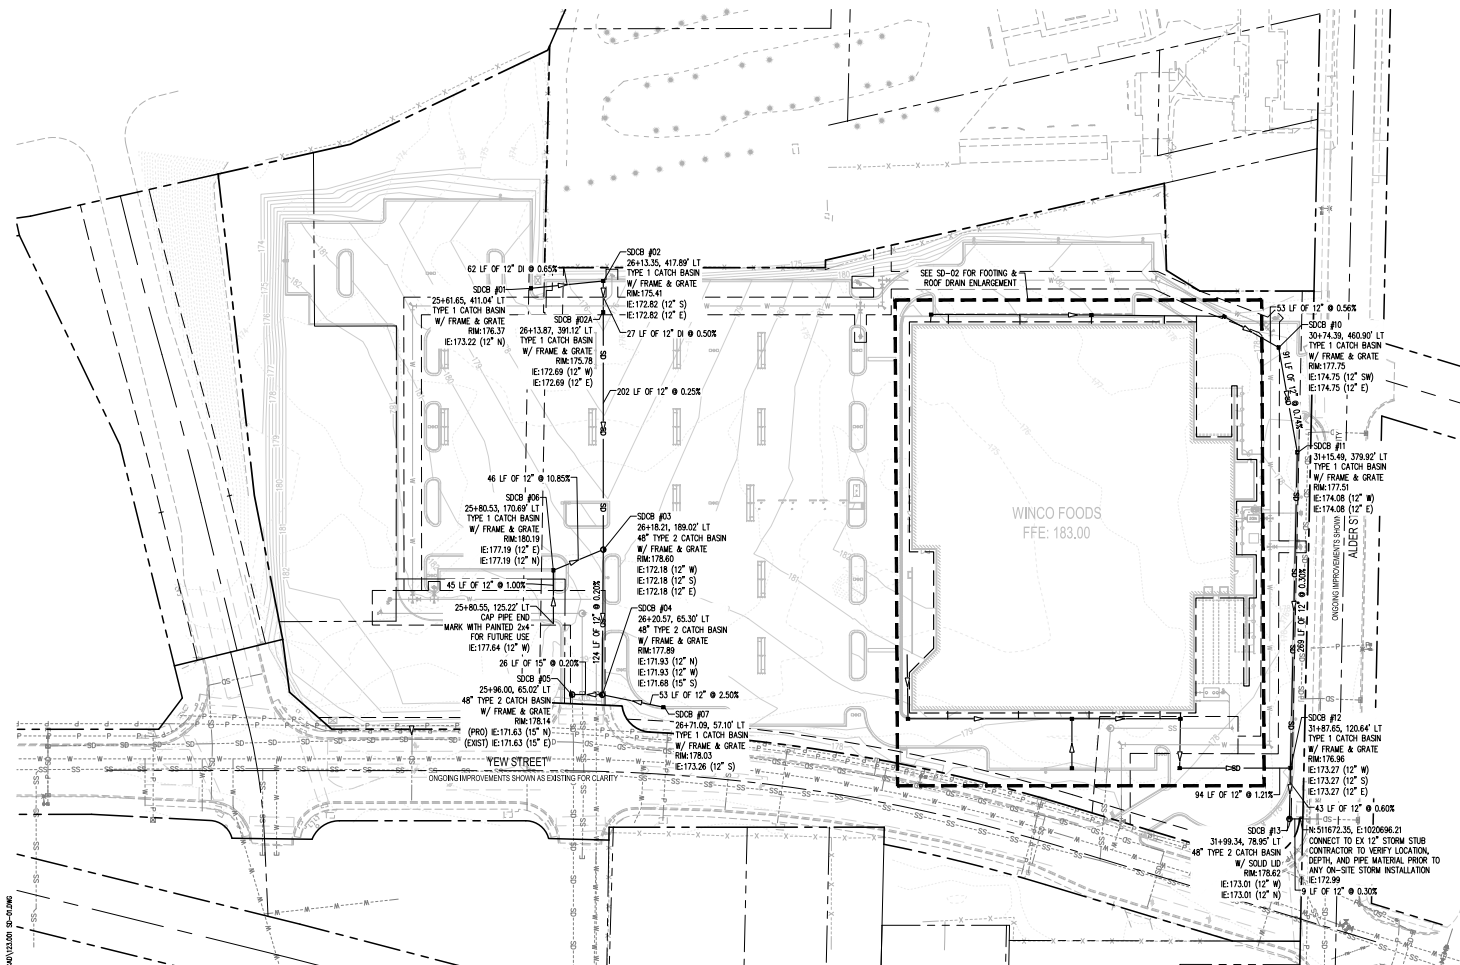 62 LF OF 12" DI @ 0.65%
SDCB #01
25+61.65, 411.04' LT
TYPE 1 CATCH BASIN
W/ FRAME & GRATE
RIM:176.37
IE:173.22 (12" N)
SDCB #02
26+13.35, 417.89' LT
TYPE 1 CATCH BASIN
W/ FRAME & GRATE
RIM:175.41
IE:172.82 (12" S)
IE:172.82 (12" E)
27 LF OF 12" DI @ 0.50%
SDCB #02A
26+13.87, 391.12' LT
TYPE 1 CATCH BASIN
W/ FRAME & GRATE
RIM:175.78
IE:172.69 (12" W)
IE:172.69 (12" E)
202 LF OF 12" @ 0.25%
46 LF OF 12" @ 10.85%
SDCB #06
25+80.53, 170.69' LT
TYPE 1 CATCH BASIN
W/ FRAME & GRATE
RIM:180.19
IE:177.19 (12" E)
IE:177.19 (12" N)
45 LF OF 12" @ 1.00%
25+80.55, 125.22' LT
CAP PIPE END
MARK WITH PAINTED 2x4
FOR FUTURE USE
IE:177.64 (12" W)
SDCB #03
26+18.21, 189.02' LT
48" TYPE 2 CATCH BASIN
W/ FRAME & GRATE
RIM:178.60
IE:172.18 (12" W)
IE:172.18 (12" S)
IE:172.18 (12" E)
124 LF OF 12" @ 0.20%
SDCB #04
26+20.57, 65.30' LT
48" TYPE 2 CATCH BASIN
W/ FRAME & GRATE
RIM:177.89
IE:171.93 (12" N)
IE:171.93 (12" W)
IE:171.68 (15" S)
26 LF OF 15" @ 0.20%
SDCB #05
25+96.00, 65.02' LT
48" TYPE 2 CATCH BASIN
W/ FRAME & GRATE
RIM:178.14
(PRO) IE:171.63 (15" N)
(EXIST) IE:171.63 (15" E)
53 LF OF 12" @ 2.50%
SDCB #07
26+71.09, 57.10' LT
TYPE 1 CATCH BASIN
W/ FRAME & GRATE
RIM:178.03
IE:173.26 (12" S)
YEW STREET
ONGOING IMPROVEMENTS SHOWN AS EXISTING FOR CLARITY
SEE SD-02 FOR FOOTING &
ROOF DRAIN ENLARGEMENT
WINCO FOODS
FFE: 183.00
53 LF OF 12" @ 0.56%
SDCB #10
30+74.39, 460.90' LT
TYPE 1 CATCH BASIN
W/ FRAME & GRATE
RIM:177.75
IE:174.75 (12" SW)
IE:174.75 (12" E)
91 LF OF 12" @ 0.74%
SDCB #11
31+15.49, 379.92' LT
TYPE 1 CATCH BASIN
W/ FRAME & GRATE
RIM:177.51
IE:174.08 (12" W)
IE:174.08 (12" E)
ALDER ST
ONGOING IMPROVEMENTS SHOWN
269 LF OF 12" @ 0.30%
SDCB #12
31+87.65, 120.64' LT
TYPE 1 CATCH BASIN
W/ FRAME & GRATE
RIM:176.96
IE:173.27 (12" W)
IE:173.27 (12" S)
IE:173.27 (12" E)
94 LF OF 12" @ 1.21%
43 LF OF 12" @ 0.60%
SDCB #13
31+99.34, 78.95' LT
48" TYPE 2 CATCH BASIN
W/ SOLID LID
RIM:178.62
IE:173.01 (12" W)
IE:173.01 (12" N)
N:511672.35, E:1020696.21
CONNECT TO EX 12" STORM STUB
CONTRACTOR TO VERIFY LOCATION,
DEPTH, AND PIPE MATERIAL PRIOR TO
ANY ON-SITE STORM INSTALLATION
IE:172.99
9 LF OF 12" @ 0.30%